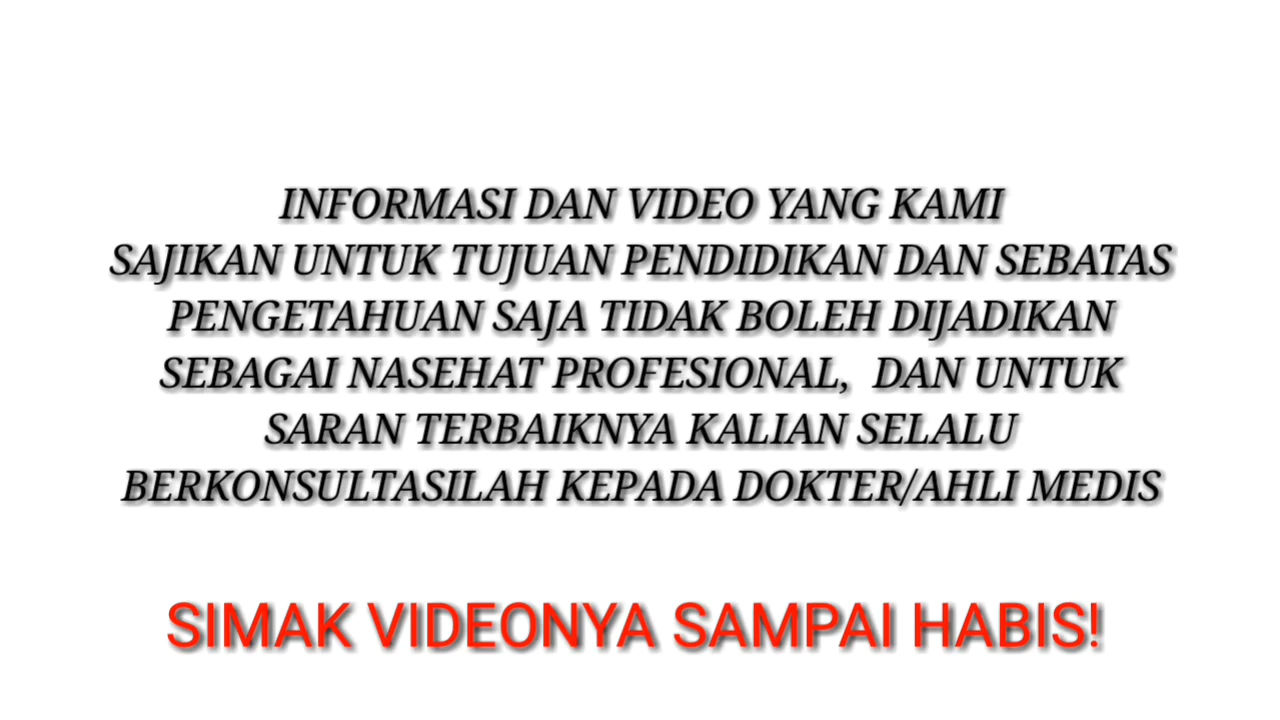 INFORMASI DAN VIDEO YANG KAMI
SAJIKAN UNTUK TUJUAN PENDIDIKAN DAN SEBATAS
PENGETAHUAN SAJA TIDAK BOLEH DIJADIKAN
SEBAGAI NASEHAT PROFESIONAL, DAN UNTUK
SARAN TERBAIKNYA KALIAN SELALU
BERKONSULTASILAH KEPADA DOKTER/AHLI MEDIS
SIMAK VIDEONYA SAMPAI HABIS!